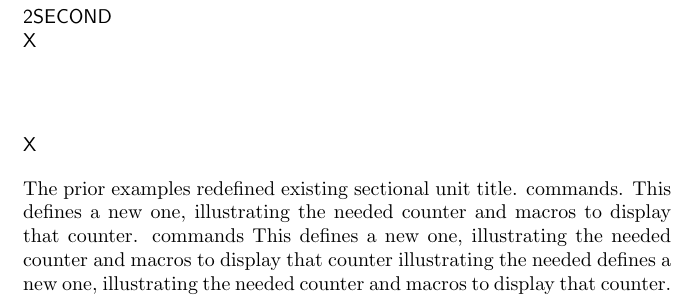 2SECOND
X
X
The prior examples redefined existing sectional unit title. commands. This
defines a new one, illustrating the needed counter and macros to display
that counter. commands This defines a new one, illustrating the needed
counter and macros to display that counter illustrating the needed defines a
new one, illustrating the needed counter and macros to display that counter.